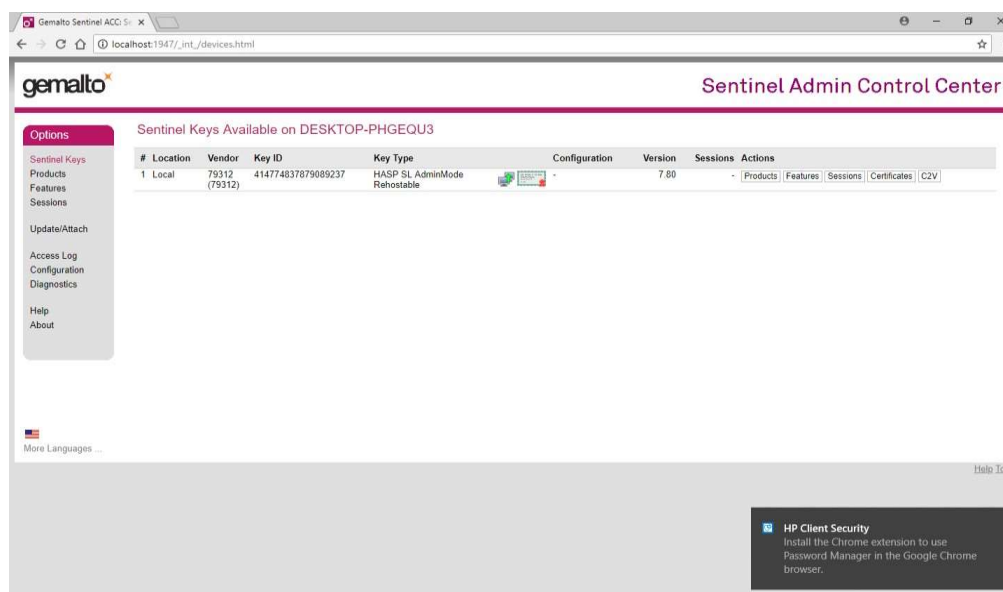 Gemalto Sentinel ACC: Se
localhost:1947/_int_/devices.html
gemalto
Sentinel Admin Control Center
Options
Sentinel Keys
Products
Features
Sessions
Update/Attach
Access Log
Configuration
Diagnostics
Help
About
Sentinel Keys Available on DESKTOP-PHGEQU3
# Location Vendor Key ID Key Type Configuration Version Sessions Actions
1 Local 79312 414774837879089237 HASP SL AdminMode - 7.80 - Products Features Sessions Certificates C2V
(79312) Rehostable
More Languages ...
Help To
HP Client Security
Install the Chrome extension to use
Password Manager in the Google Chrome
browser.